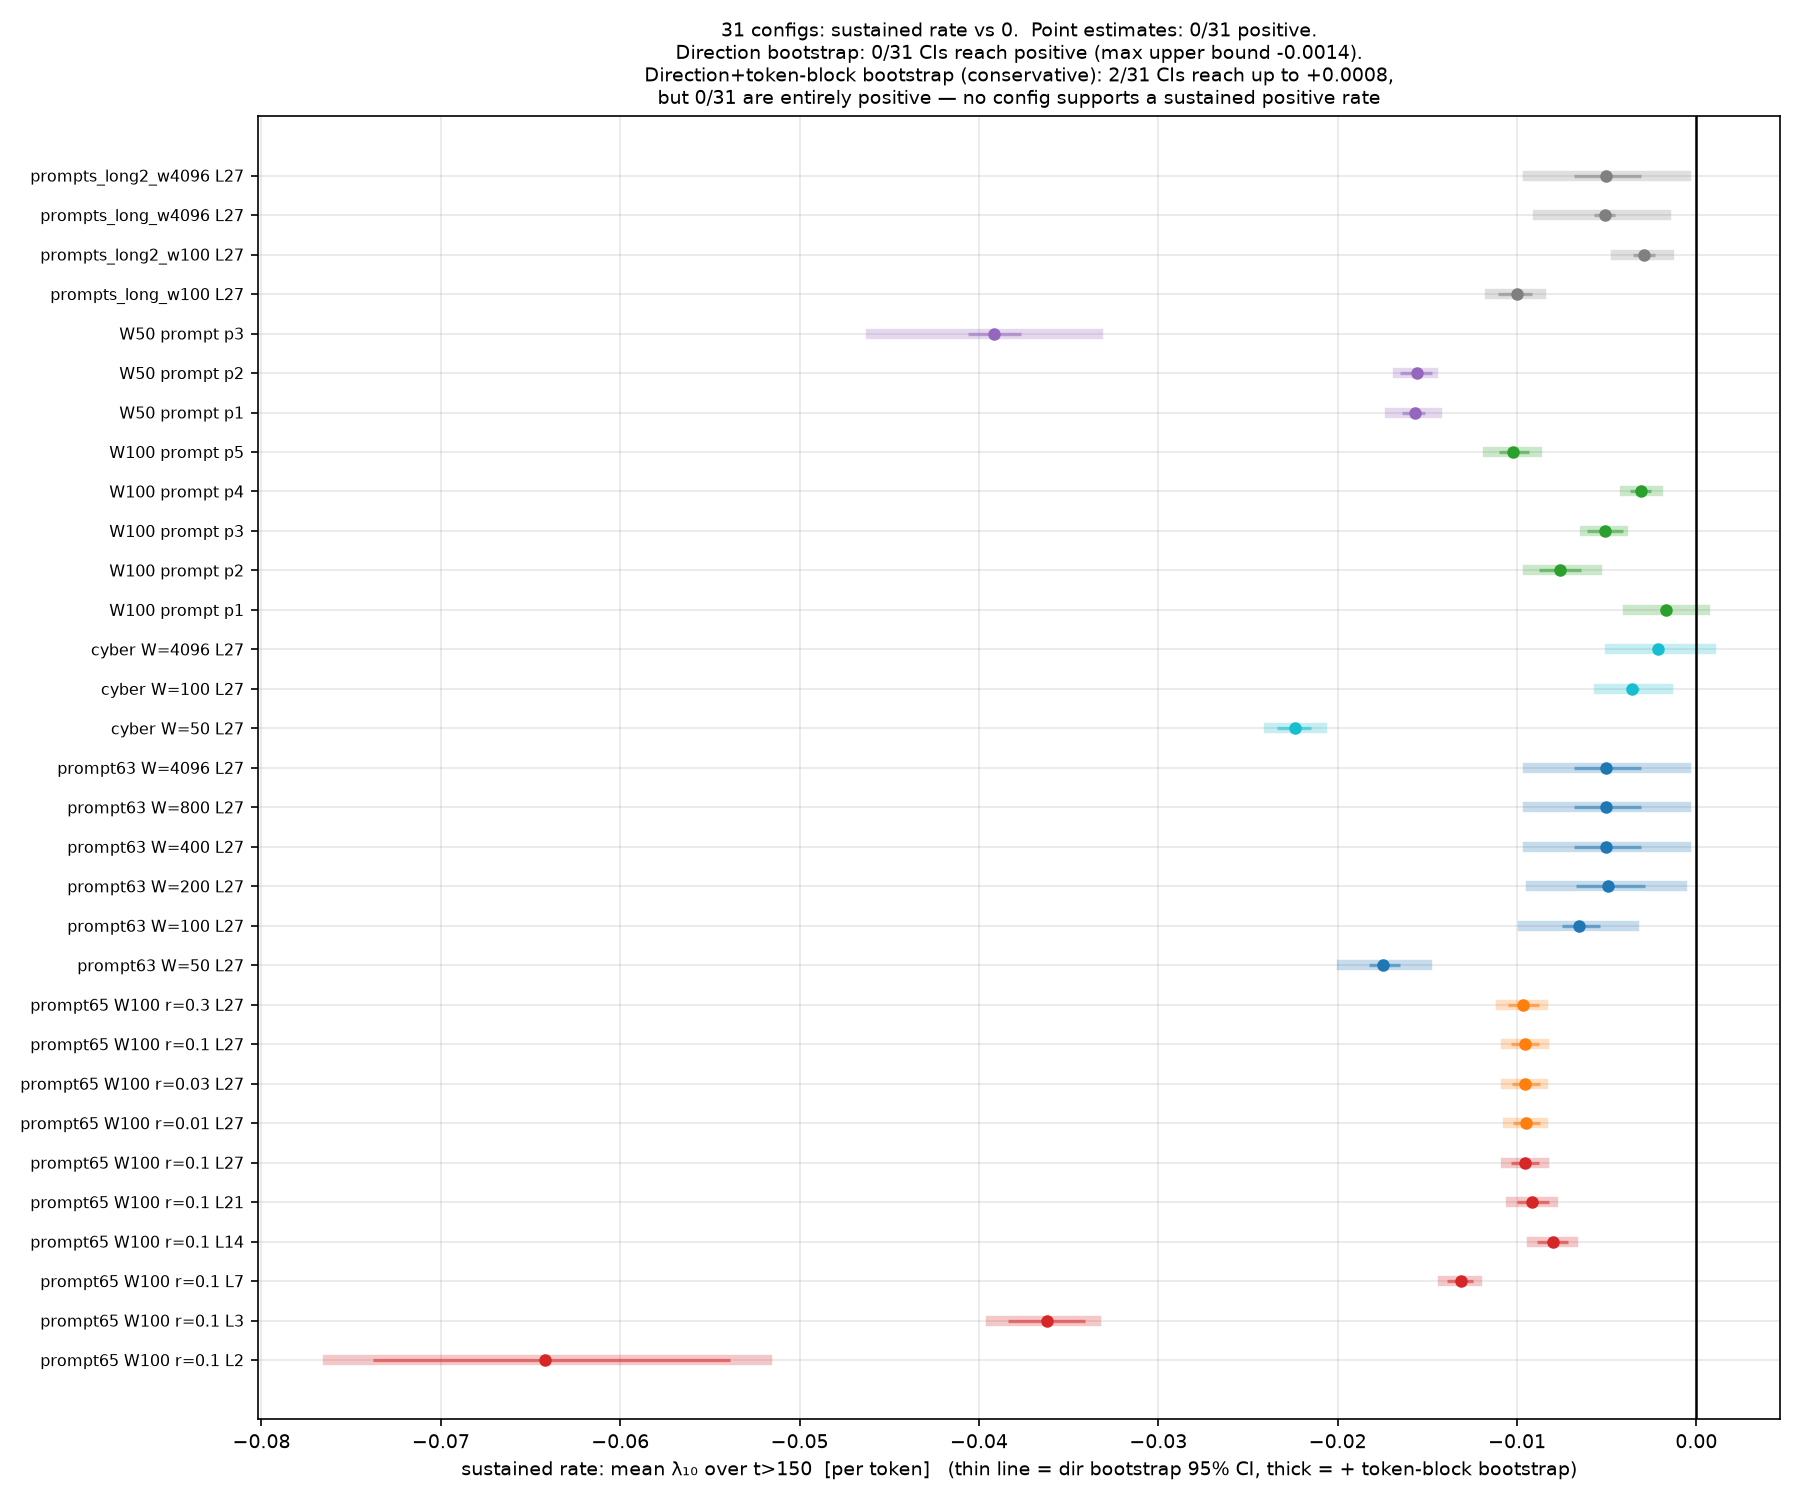 31 configs: sustained rate vs 0.  Point estimates: 0/31 positive.
Direction bootstrap: 0/31 CIs reach positive (max upper bound -0.0014).
Direction+token-block bootstrap (conservative): 2/31 CIs reach up to +0.0008,
but 0/31 are entirely positive — no config supports a sustained positive rate
prompts_long2_w4096 L27
prompts_long_w4096 L27
prompts_long2_w100 L27
prompts_long_w100 L27
W50 prompt p3
W50 prompt p2
W50 prompt p1
W100 prompt p5
W100 prompt p4
W100 prompt p3
W100 prompt p2
W100 prompt p1
cyber W=4096 L27
cyber W=100 L27
cyber W=50 L27
prompt63 W=4096 L27
prompt63 W=800 L27
prompt63 W=400 L27
prompt63 W=200 L27
prompt63 W=100 L27
prompt63 W=50 L27
prompt65 W100 r=0.3 L27
prompt65 W100 r=0.1 L27
prompt65 W100 r=0.03 L27
prompt65 W100 r=0.01 L27
prompt65 W100 r=0.1 L27
prompt65 W100 r=0.1 L21
prompt65 W100 r=0.1 L14
prompt65 W100 r=0.1 L7
prompt65 W100 r=0.1 L3
prompt65 W100 r=0.1 L2
−0.08 −0.07 −0.06 −0.05 −0.04 −0.03 −0.02 −0.01 0.00
sustained rate: mean λ₁₀ over t>150  [per token]   (thin line = dir bootstrap 95% CI, thick = + token-block bootstrap)